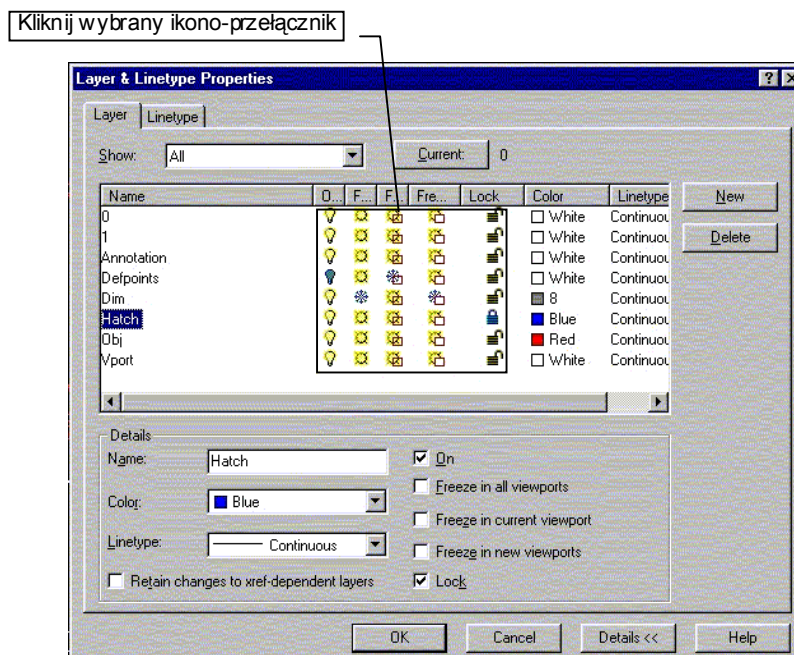 Kliknij wybrany ikono-przełącznik
Layer & Linetype Properties
Layer Linetype
Show: All Current: 0
Name O... F... F... Fre... Lock Color Linetype New
0 White Continuou
1 White Continuou Delete
Annotation White Continuou
Defpoints White Continuou
Dim 8 Continuou
Hatch Blue Continuou
Obj Red Continuou
Vport White Continuou
Details
Name: Hatch On
Freeze in all viewports
Color: Blue
Freeze in current viewport
Linetype: Continuous Freeze in new viewports
Retain changes to xref-dependent layers Lock
OK Cancel Details << Help